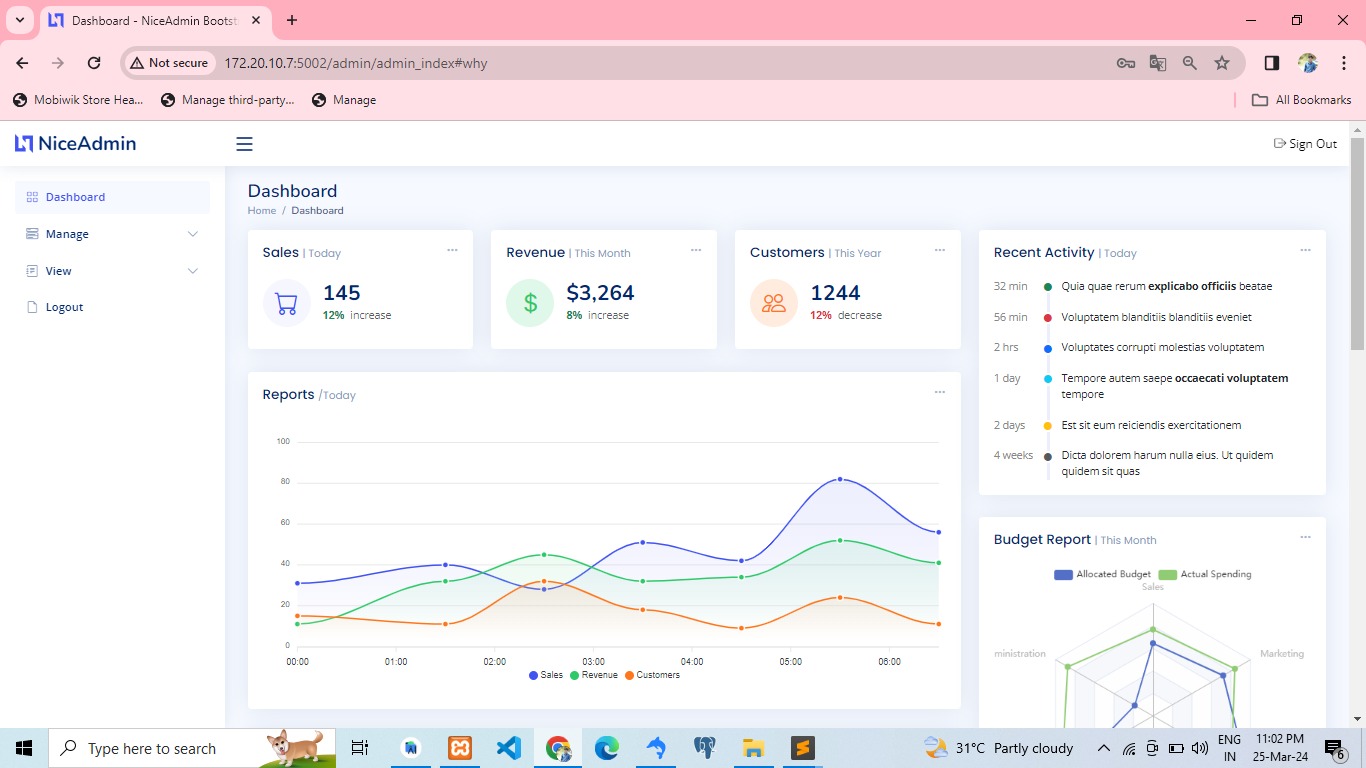 Dashboard - NiceAdmin Bootst
Not secure
172.20.10.7:5002/admin/admin_index#why
Mobiwik Store Hea...
Manage third-party...
Manage
All Bookmarks
NiceAdmin
Sign Out
Dashboard
Manage
View
Logout
Dashboard
Home / Dashboard
Sales | Today
145
12% increase
Revenue | This Month
$3,264
8% increase
Customers | This Year
1244
12% decrease
Reports /Today
100
80
60
40
20
0
00:00 01:00 02:00 03:00 04:00 05:00 06:00
Sales Revenue Customers
Recent Activity | Today
32 min Quia quae rerum explicabo officiis beatae
56 min Voluptatem blanditiis blanditiis eveniet
2 hrs Voluptates corrupti molestias voluptatem
1 day Tempore autem saepe occaecati voluptatem
tempore
2 days Est sit eum reiciendis exercitationem
4 weeks Dicta dolorem harum nulla eius. Ut quidem
quidem sit quas
Budget Report | This Month
Allocated Budget Actual Spending
Sales
ministration
Marketing
Type here to search
31°C Partly cloudy
ENG
IN
11:02 PM
25-Mar-24
6